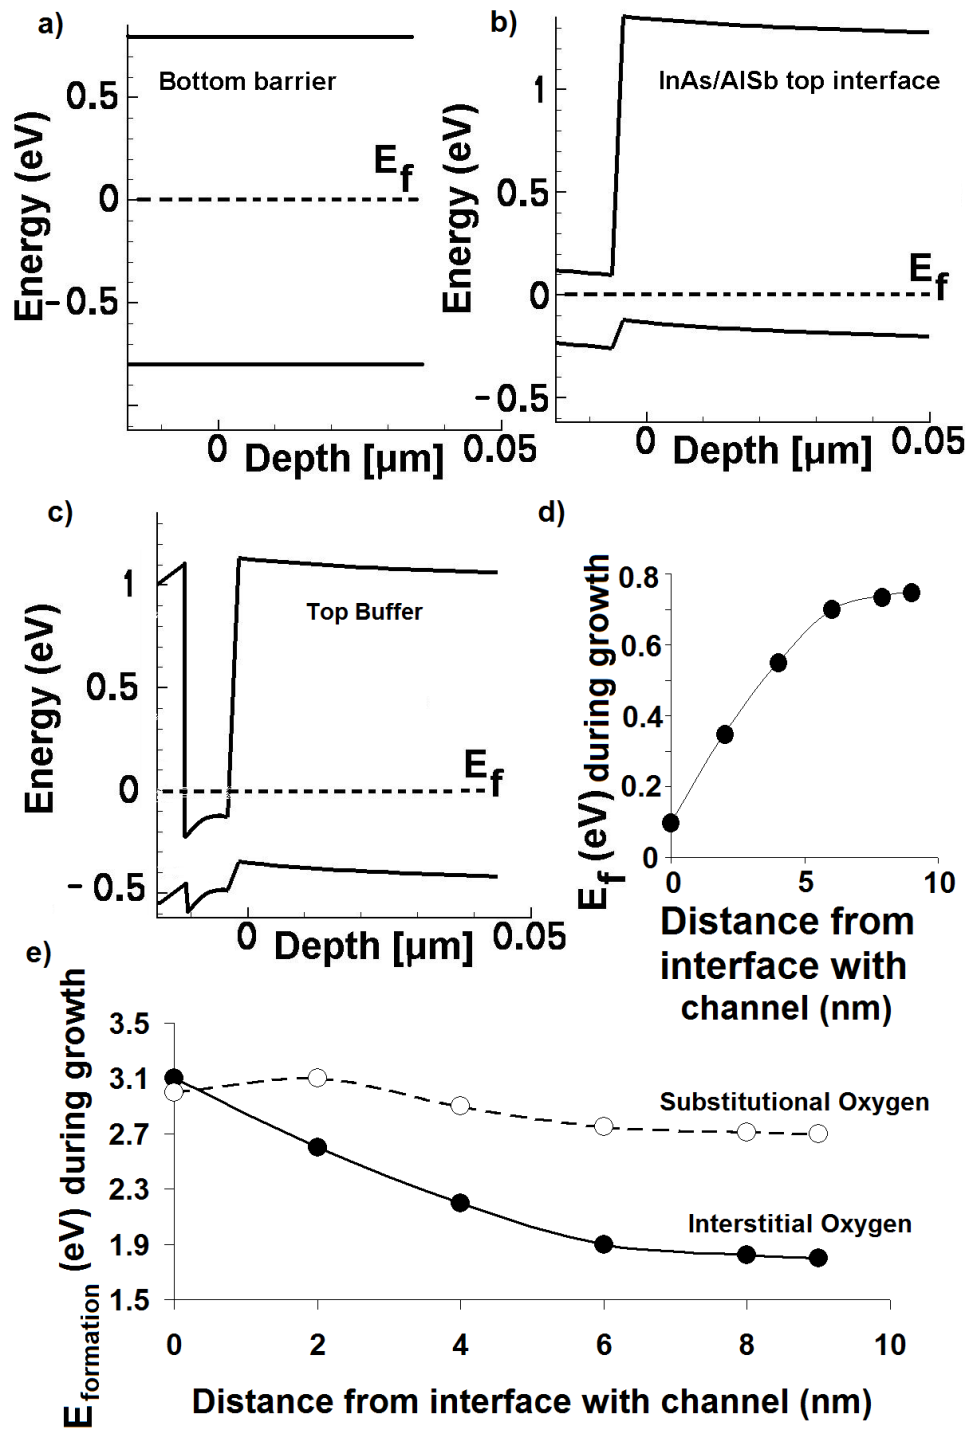 a)
Bottom barrier
Energy (eV)
0.5
0
-0.5
Ef
0
Depth [µm]
0.05
b)
InAs/AlSb top interface
Energy (eV)
1
0.5
0
-0.5
Ef
0
Depth [µm]
0.05
c)
Top Buffer
Energy (eV)
1
0.5
0
-0.5
Ef
0
Depth [µm]
0.05
d)
Ef (eV) during growth
0.8
0.6
0.4
0.2
0
0
5
10
Distance from
interface with
channel (nm)
e)
Eformation (eV) during growth
3.5
3.1
2.7
2.3
1.9
1.5
Substitutional Oxygen
Interstitial Oxygen
0
2
4
6
8
10
Distance from interface with channel (nm)